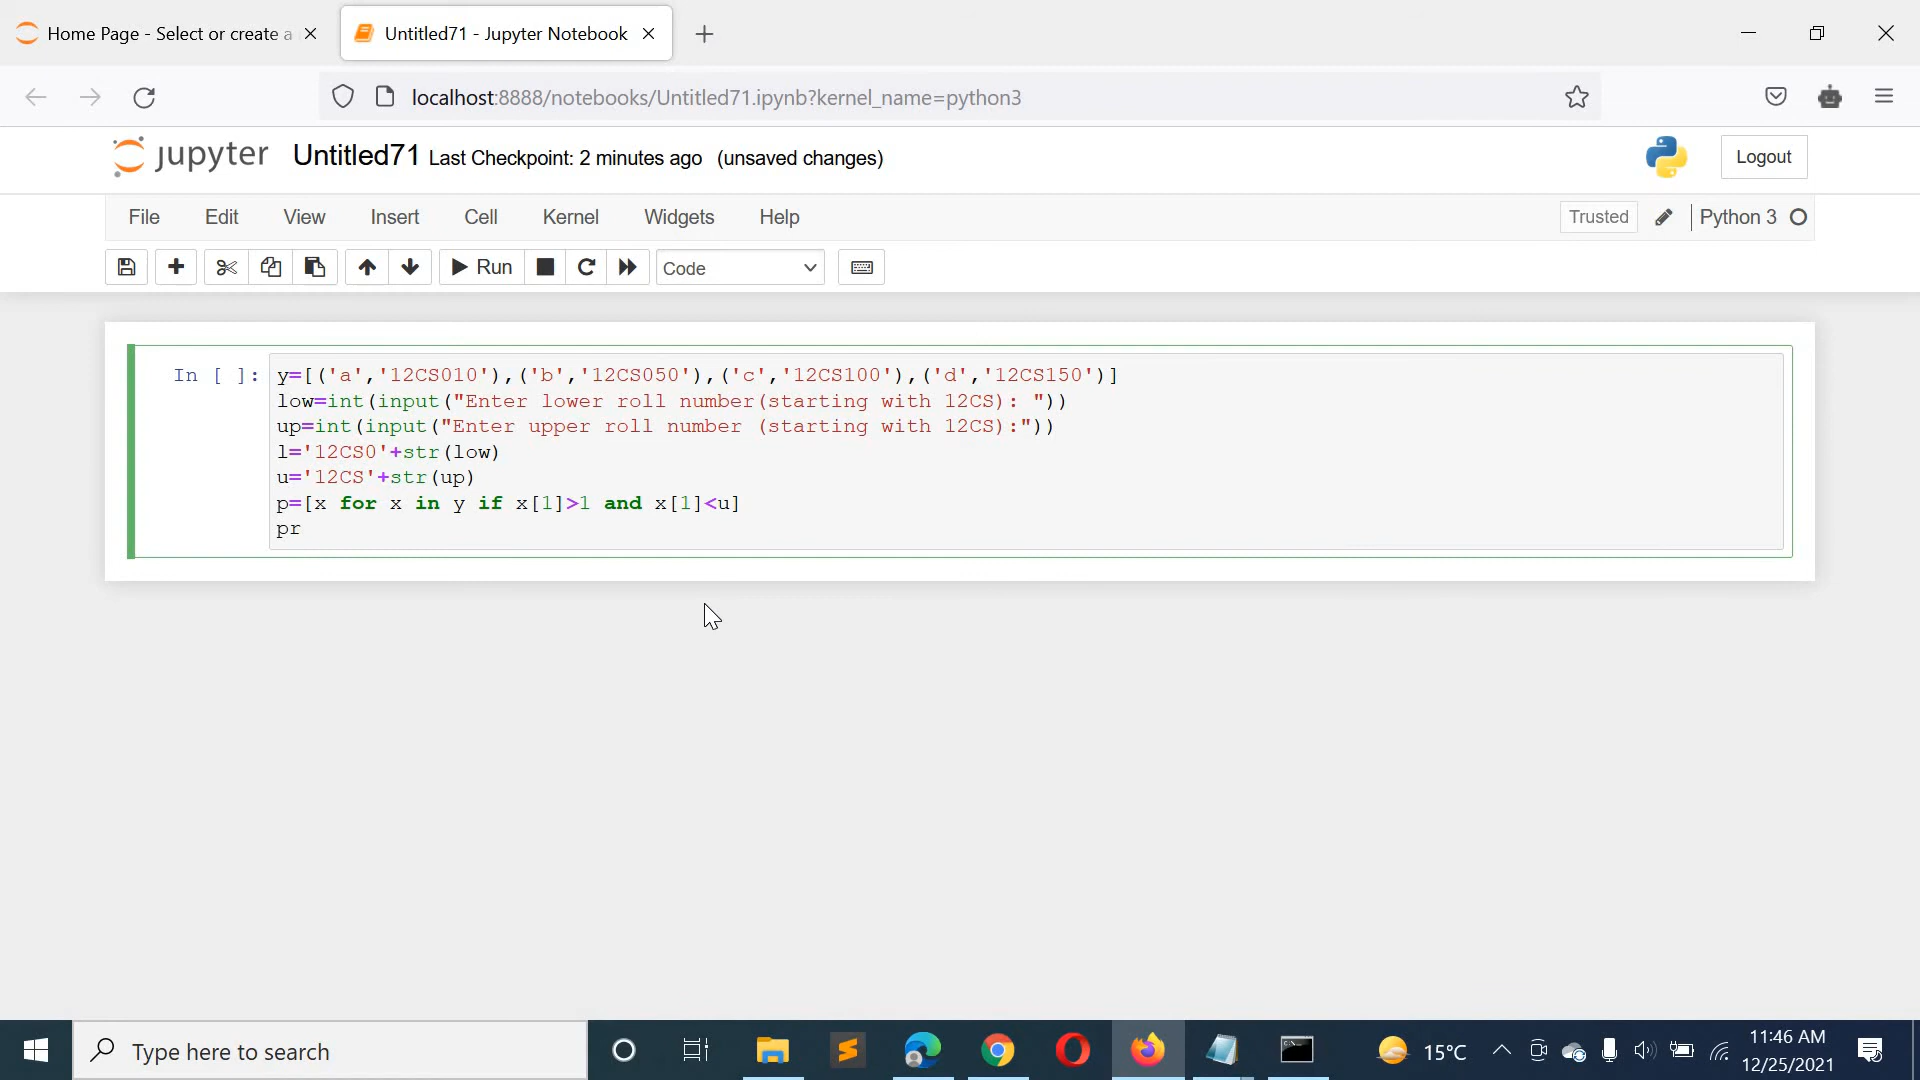 Home Page - Select or create a
Untitled71 - Jupyter Notebook
localhost:8888/notebooks/Untitled71.ipynb?kernel_name=python3
jupyter Untitled71 Last Checkpoint: 2 minutes ago (unsaved changes)
Logout
File Edit View Insert Cell Kernel Widgets Help
Trusted Python 3
Run Code
In [ ]: y=[('a','12CS010'),('b','12CS050'),('c','12CS100'),('d','12CS150')]
low=int(input("Enter lower roll number(starting with 12CS): "))
up=int(input("Enter upper roll number (starting with 12CS):"))
l='12CS0'+str(low)
u='12CS'+str(up)
p=[x for x in y if x[1]>l and x[1]<u]
pr
Type here to search
15°C
11:46 AM
12/25/2021